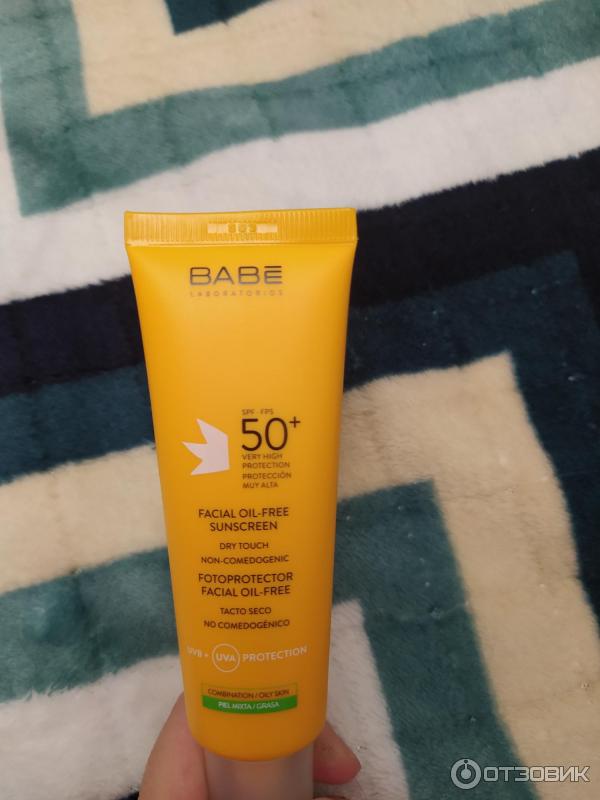 BABĒ
LABORATORIOS
SPF - FPS
50+
VERY HIGH
PROTECTION
PROTECCIÓN
MUY ALTA
FACIAL OIL-FREE
SUNSCREEN
DRY TOUCH
NON-COMEDOGENIC
FOTOPROTECTOR
FACIAL OIL-FREE
TACTO SECO
NO COMEDOGÉNICO
UVB + UVA PROTECTION
COMBINATION / OILY SKIN
PIEL MIXTA / GRASA
ОТЗОВИК